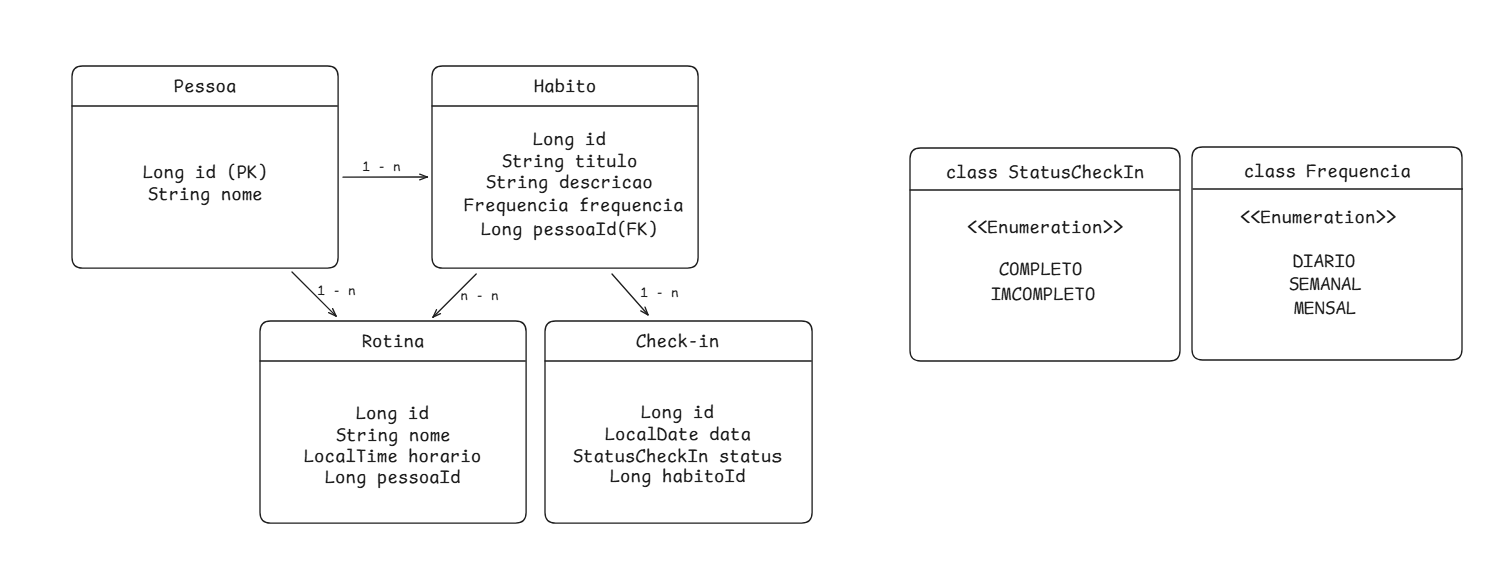 Pessoa
Long id (PK)
String nome
1 - n
Habito
Long id
String titulo
String descricao
Frequencia frequencia
Long pessoaId(FK)
1 - n
n - n
1 - n
Rotina
Long id
String nome
LocalTime horario
Long pessoaId
Check-in
Long id
LocalDate data
StatusCheckIn status
Long habitoId
class StatusCheckIn
<<Enumeration>>
COMPLETO
IMCOMPLETO
class Frequencia
<<Enumeration>>
DIARIO
SEMANAL
MENSAL